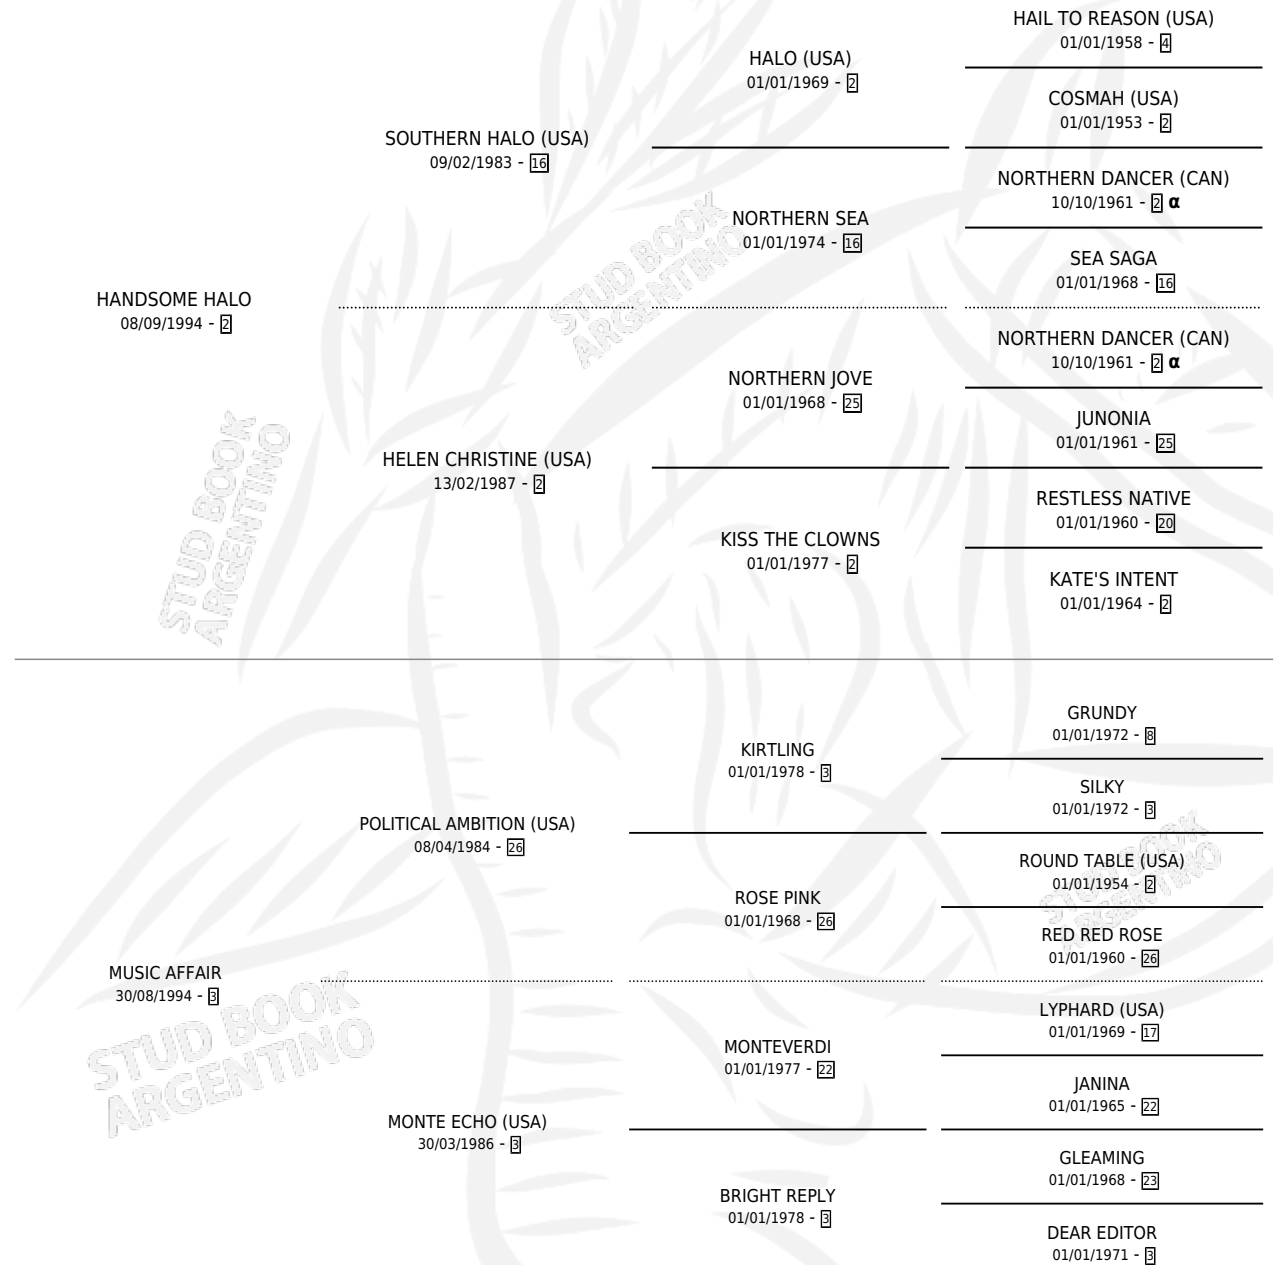 HAIL TO REASON (USA)
01/01/1958 - 4
HALO (USA)
01/01/1969 - 2
COSMAH (USA)
01/01/1953 - 2
SOUTHERN HALO (USA)
09/02/1983 - 16
NORTHERN DANCER (CAN)
10/10/1961 - 2 α
NORTHERN SEA
01/01/1974 - 16
SEA SAGA
01/01/1968 - 16
HANDSOME HALO
08/09/1994 - 2
NORTHERN DANCER (CAN)
10/10/1961 - 2 α
NORTHERN JOVE
01/01/1968 - 25
JUNONIA
01/01/1961 - 25
HELEN CHRISTINE (USA)
13/02/1987 - 2
RESTLESS NATIVE
01/01/1960 - 20
KISS THE CLOWNS
01/01/1977 - 2
KATE'S INTENT
01/01/1964 - 2
GRUNDY
01/01/1972 - 8
KIRTLING
01/01/1978 - 3
SILKY
01/01/1972 - 3
POLITICAL AMBITION (USA)
08/04/1984 - 26
ROUND TABLE (USA)
01/01/1954 - 2
ROSE PINK
01/01/1968 - 26
RED RED ROSE
01/01/1960 - 26
MUSIC AFFAIR
30/08/1994 - 3
LYPHARD (USA)
01/01/1969 - 17
MONTEVERDI
01/01/1977 - 22
JANINA
01/01/1965 - 22
MONTE ECHO (USA)
30/03/1986 - 3
GLEAMING
01/01/1968 - 23
BRIGHT REPLY
01/01/1978 - 3
DEAR EDITOR
01/01/1971 - 3
STUD BOOK
ARGENTINO
STUD BOOK
ARGENTINO
STUD BOOK
ARGENTINO
STUD BOOK
ARGENTINO